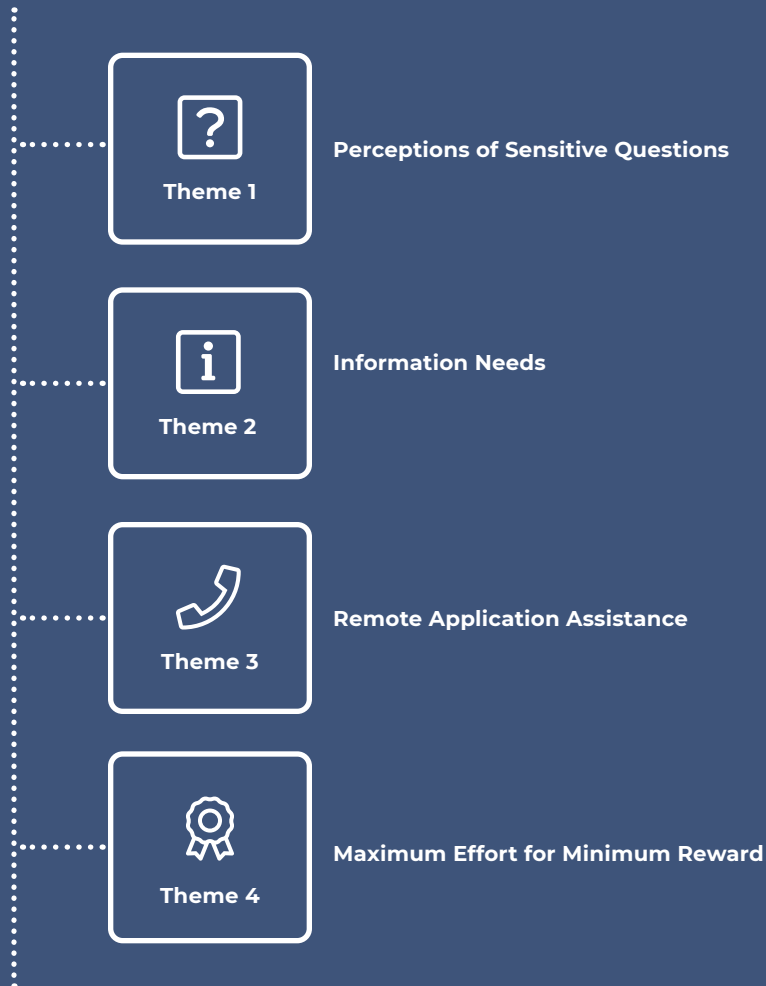 Theme 1
Perceptions of Sensitive Questions
Theme 2
Information Needs
Theme 3
Remote Application Assistance
Theme 4
Maximum Effort for Minimum Reward